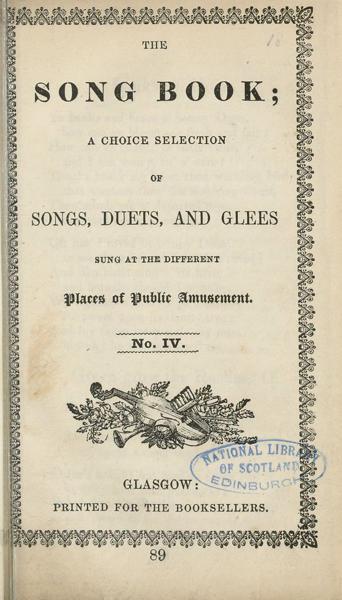 THE
SONG BOOK;
A CHOICE SELECTION
OF
SONGS, DUETS, AND GLEES
SUNG AT THE DIFFERENT
Places of Public Amusement.
No. IV.
NATIONAL LIBRARY
OF SCOTLAND
EDINBURGH
GLASGOW:
PRINTED FOR THE BOOKSELLERS.
89